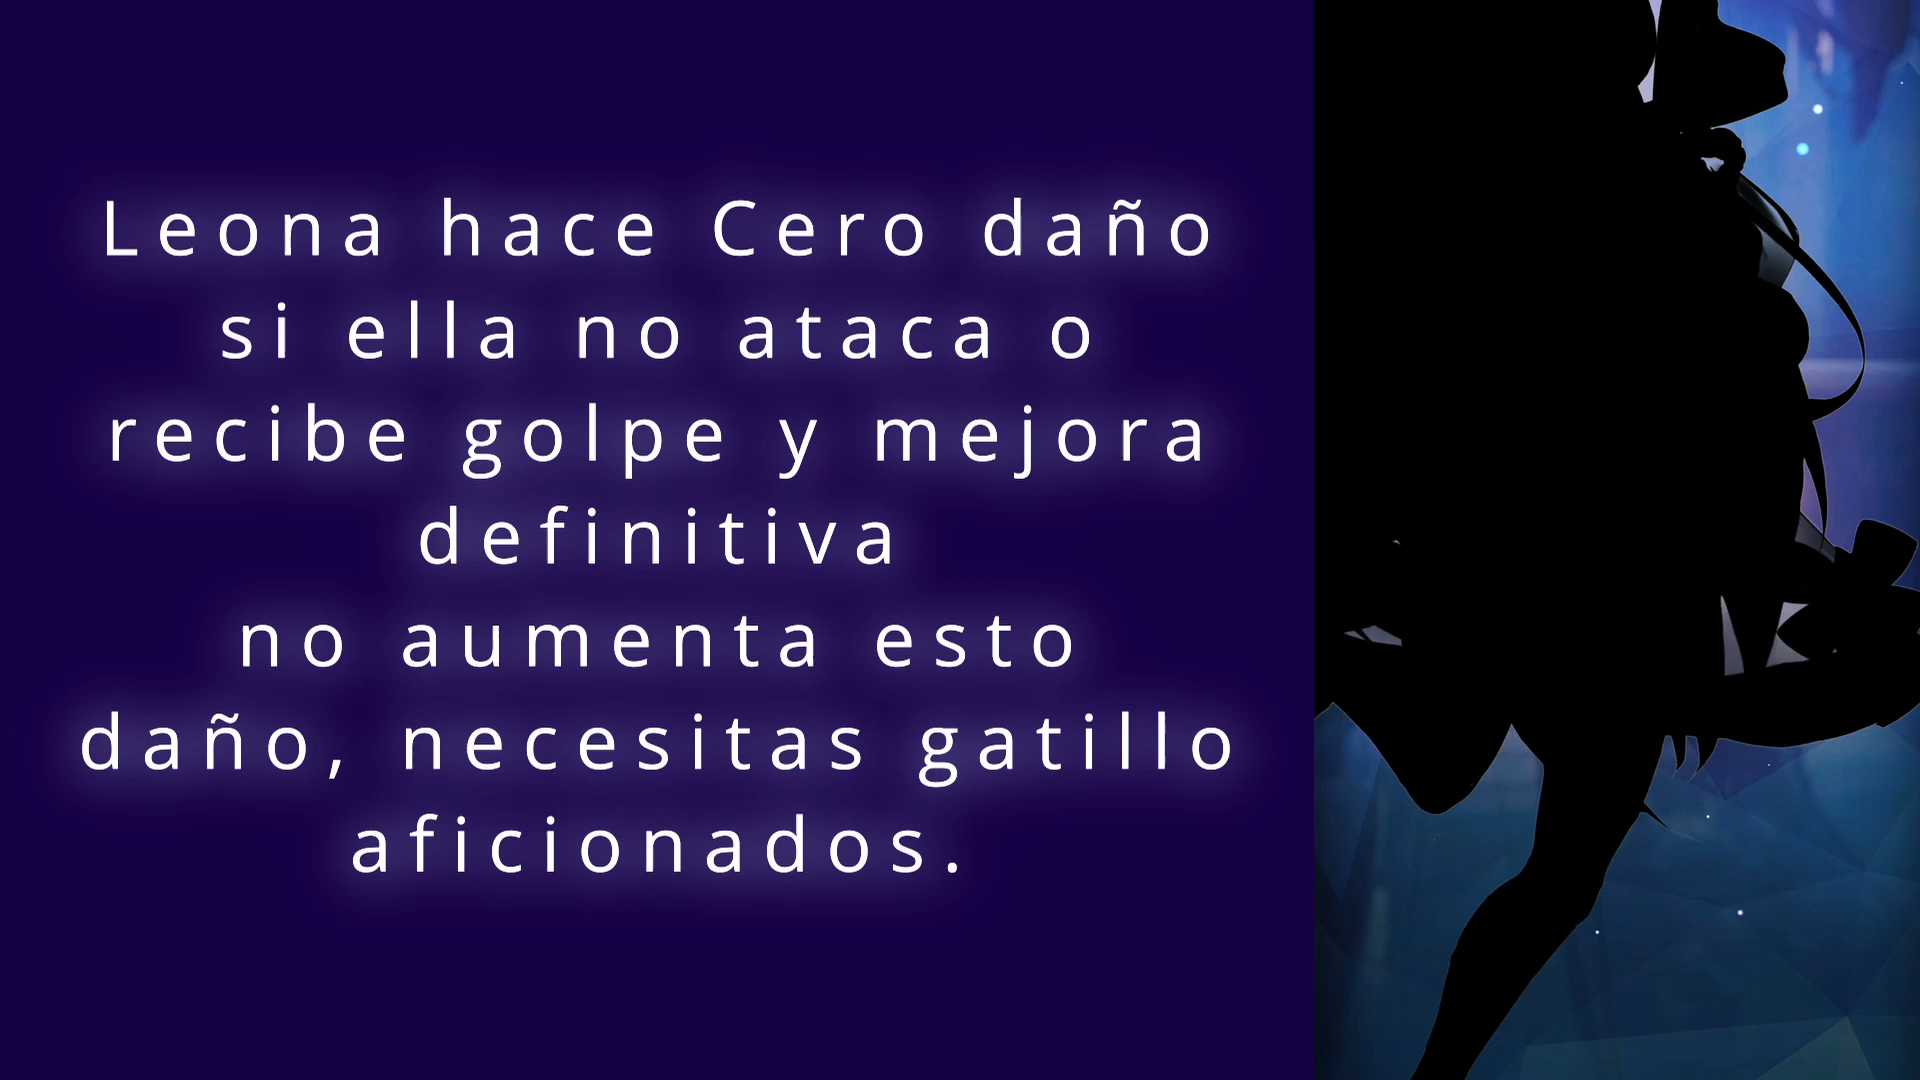 Leona hace Cero daño
si ella no ataca o
recibe golpe y mejora
definitiva
no aumenta esto
daño, necesitas gatillo
aficionados.